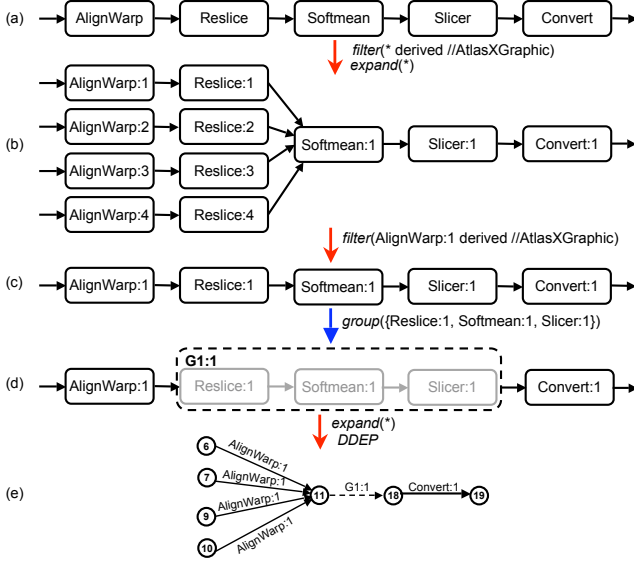 (a) AlignWarp Reslice Softmean Slicer Convert
filter(* derived //AtlasXGraphic)
expand(*)
(b)
AlignWarp:1 Reslice:1
AlignWarp:2 Reslice:2
Softmean:1 Slicer:1 Convert:1
AlignWarp:3 Reslice:3
AlignWarp:4 Reslice:4
filter(AlignWarp:1 derived //AtlasXGraphic)
(c) AlignWarp:1 Reslice:1 Softmean:1 Slicer:1 Convert:1
group({Reslice:1, Softmean:1, Slicer:1})
G1:1
(d) AlignWarp:1 Reslice:1 Softmean:1 Slicer:1 Convert:1
expand(*)
DDEP
(e)
6 AlignWarp:1
7 AlignWarp:1
11 G1:1 18 Convert:1 19
9 AlignWarp:1
10 AlignWarp:1